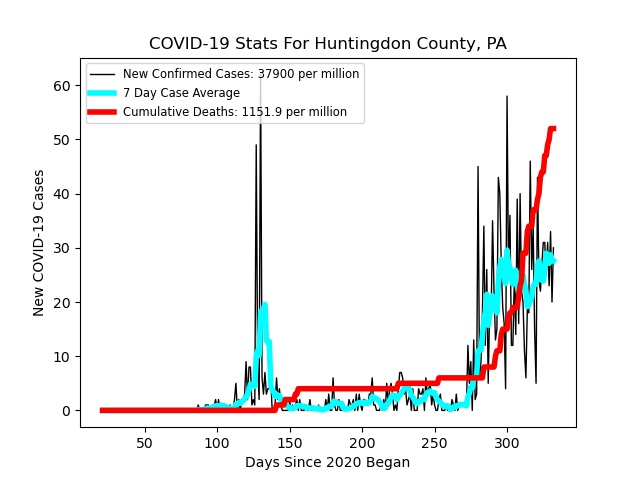 COVID-19 Stats For Huntingdon County, PA
New Confirmed Cases: 37900 per million
7 Day Case Average
Cumulative Deaths: 1151.9 per million
New COVID-19 Cases
60
50
40
30
20
10
0
50 100 150 200 250 300
Days Since 2020 Began